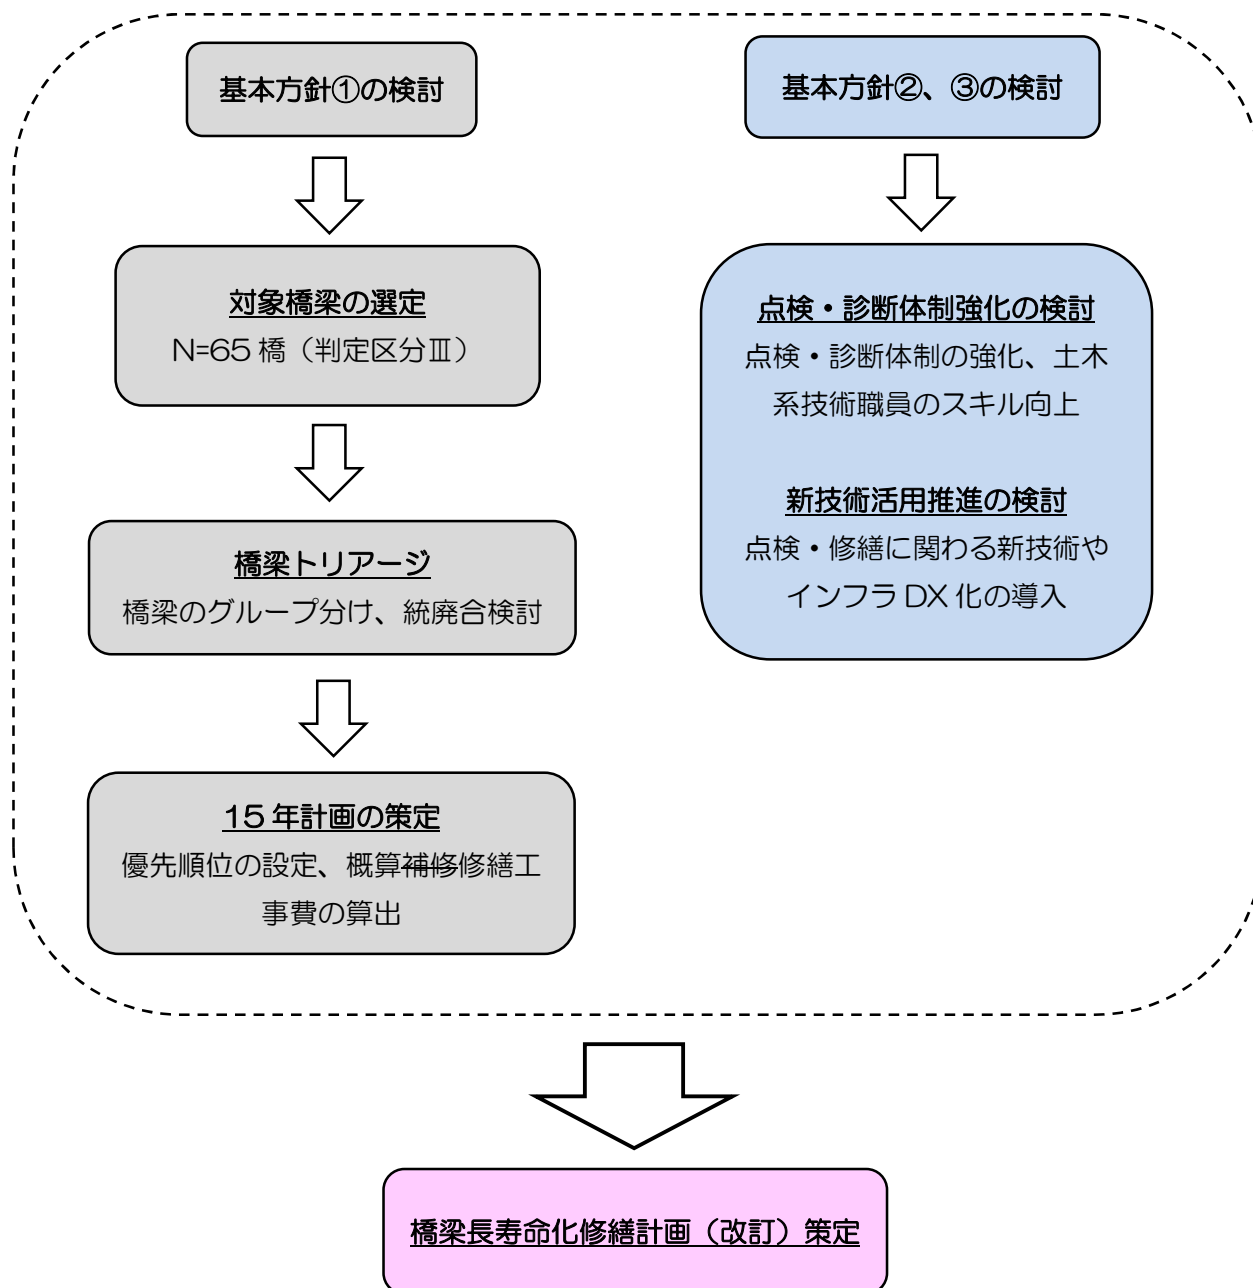 基本方針①の検討
対象橋梁の選定
N=65 橋（判定区分Ⅲ）
橋梁トリアージ
橋梁のグループ分け、統廃合検討
15 年計画の策定
優先順位の設定、概算補修修繕工
事費の算出
基本方針②、③の検討
点検・診断体制強化の検討
点検・診断体制の強化、土木
系技術職員のスキル向上
新技術活用推進の検討
点検・修繕に関わる新技術や
インフラ DX 化の導入
橋梁長寿命化修繕計画（改訂）策定